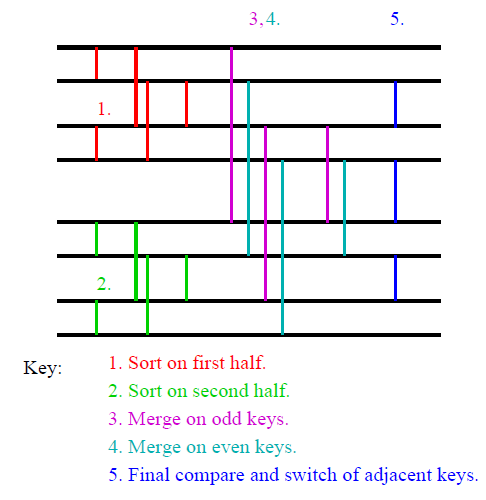 3,4.
5.
1.
2.
Key:
1. Sort on first half.
2. Sort on second half.
3. Merge on odd keys.
4. Merge on even keys.
5. Final compare and switch of adjacent keys.